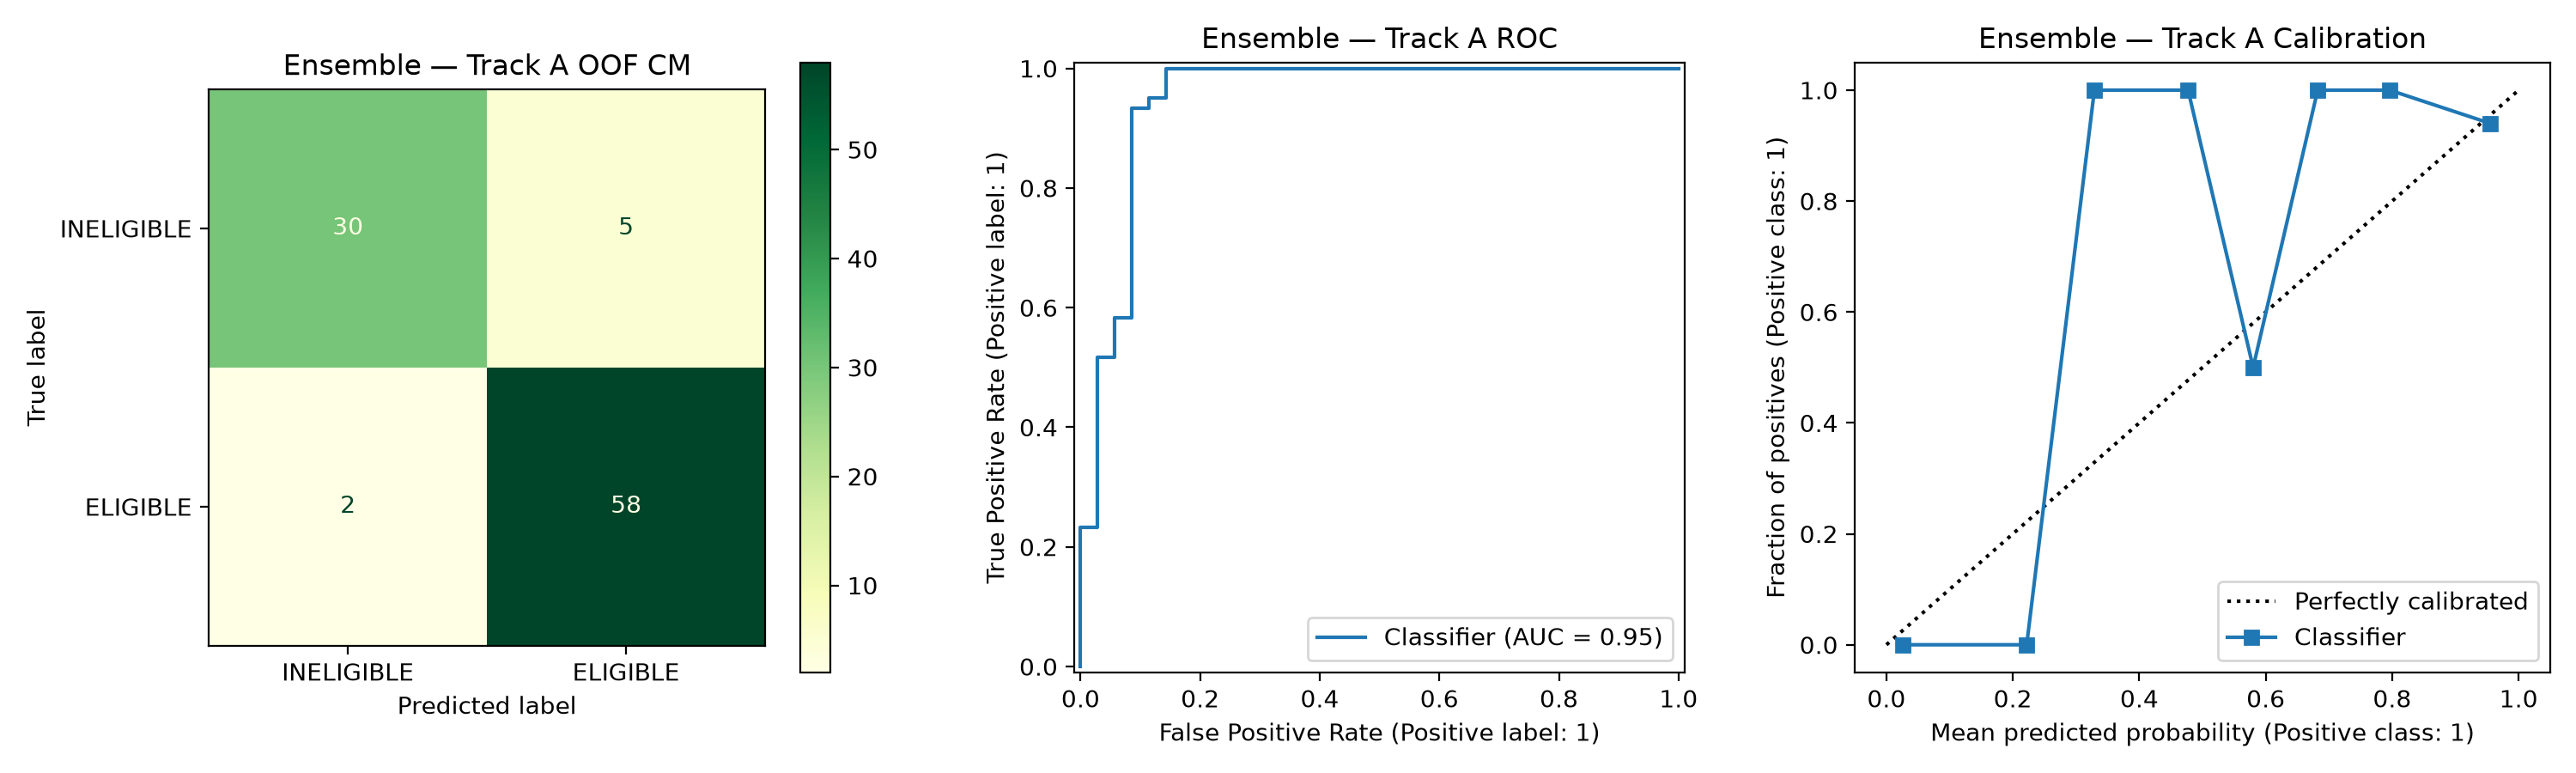 Ensemble — Track A OOF CM
True label
INELIGIBLE
ELIGIBLE
30
5
2
58
INELIGIBLE
ELIGIBLE
Predicted label
50
40
30
20
10
Ensemble — Track A ROC
True Positive Rate (Positive label: 1)
1.0
0.8
0.6
0.4
0.2
0.0
Classifier (AUC = 0.95)
0.0
0.2
0.4
0.6
0.8
1.0
False Positive Rate (Positive label: 1)
Ensemble — Track A Calibration
Fraction of positives (Positive class: 1)
1.0
0.8
0.6
0.4
0.2
0.0
Perfectly calibrated
Classifier
0.0
0.2
0.4
0.6
0.8
1.0
Mean predicted probability (Positive class: 1)